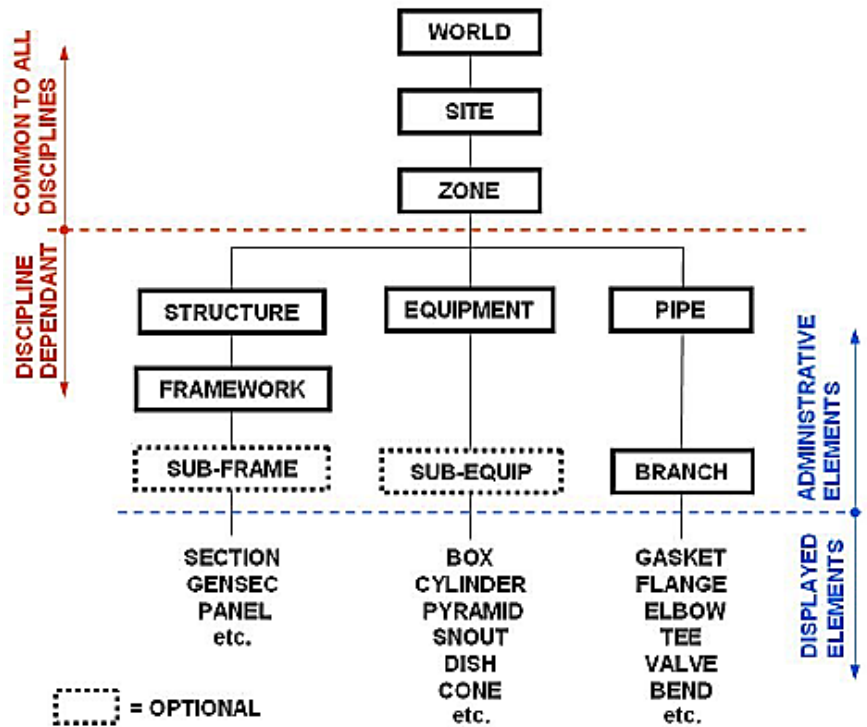 WORLD
SITE
ZONE
COMMON TO ALL
DISCIPLINES
DISCIPLINE
DEPENDANT
STRUCTURE
EQUIPMENT
PIPE
FRAMEWORK
SUB-FRAME
SUB-EQUIP
BRANCH
ADMINISTRATIVE
ELEMENTS
DISPLAYED
ELEMENTS
SECTION
GENSEC
PANEL
etc.
BOX
CYLINDER
PYRAMID
SNOUT
DISH
CONE
etc.
GASKET
FLANGE
ELBOW
TEE
VALVE
BEND
etc.
= OPTIONAL